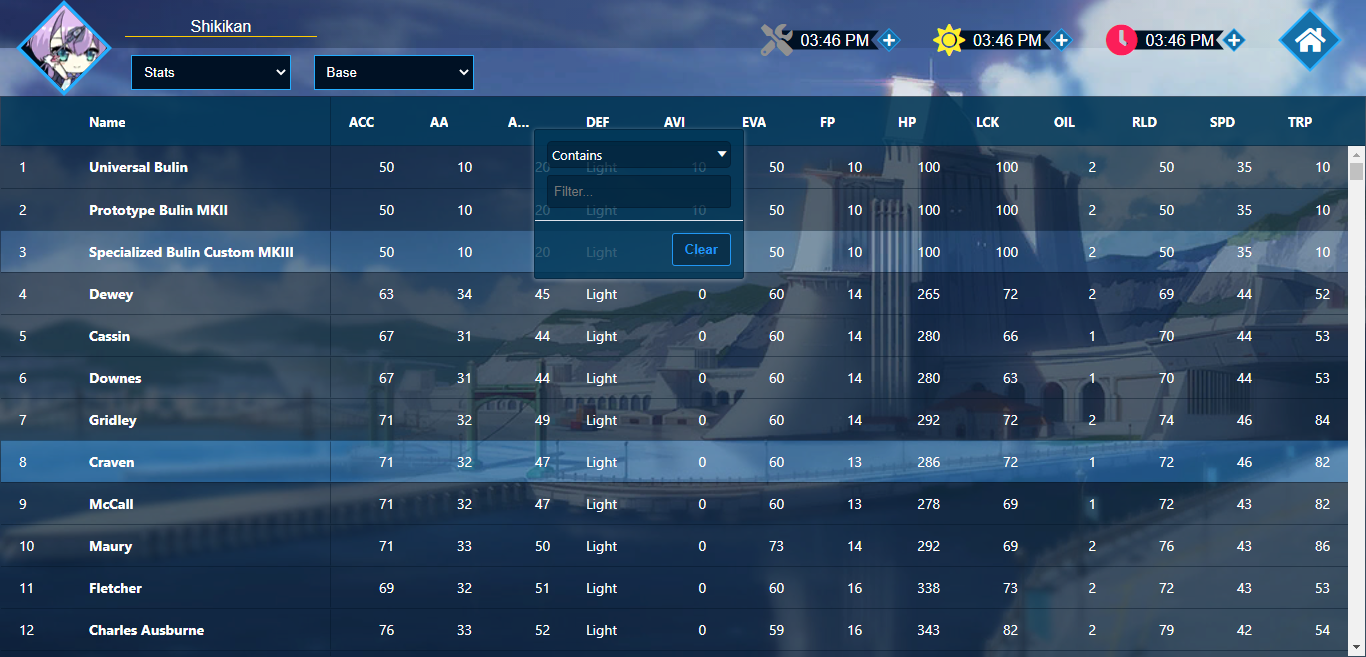 Shikikan
03:46 PM 03:46 PM 03:46 PM
Stats Base
Name ACC AA A... DEF AVI EVA FP HP LCK OIL RLD SPD TRP
Contains
Filter...
Clear
1 Universal Bulin 50 10 20 Light 10 50 10 100 100 2 50 35 10
2 Prototype Bulin MKII 50 10 20 Light 10 50 10 100 100 2 50 35 10
3 Specialized Bulin Custom MKIII 50 10 20 Light 50 10 100 100 2 50 35 10
4 Dewey 63 34 45 Light 0 60 14 265 72 2 69 44 52
5 Cassin 67 31 44 Light 0 60 14 280 66 1 70 44 53
6 Downes 67 31 44 Light 0 60 14 280 63 1 70 44 53
7 Gridley 71 32 49 Light 0 60 14 292 72 2 74 46 84
8 Craven 71 32 47 Light 0 60 13 286 72 1 72 46 82
9 McCall 71 32 47 Light 0 60 13 278 69 1 72 43 82
10 Maury 71 33 50 Light 0 73 14 292 69 2 76 43 86
11 Fletcher 69 32 51 Light 0 60 16 338 73 2 72 43 53
12 Charles Ausburne 76 33 52 Light 0 59 16 343 82 2 79 42 54